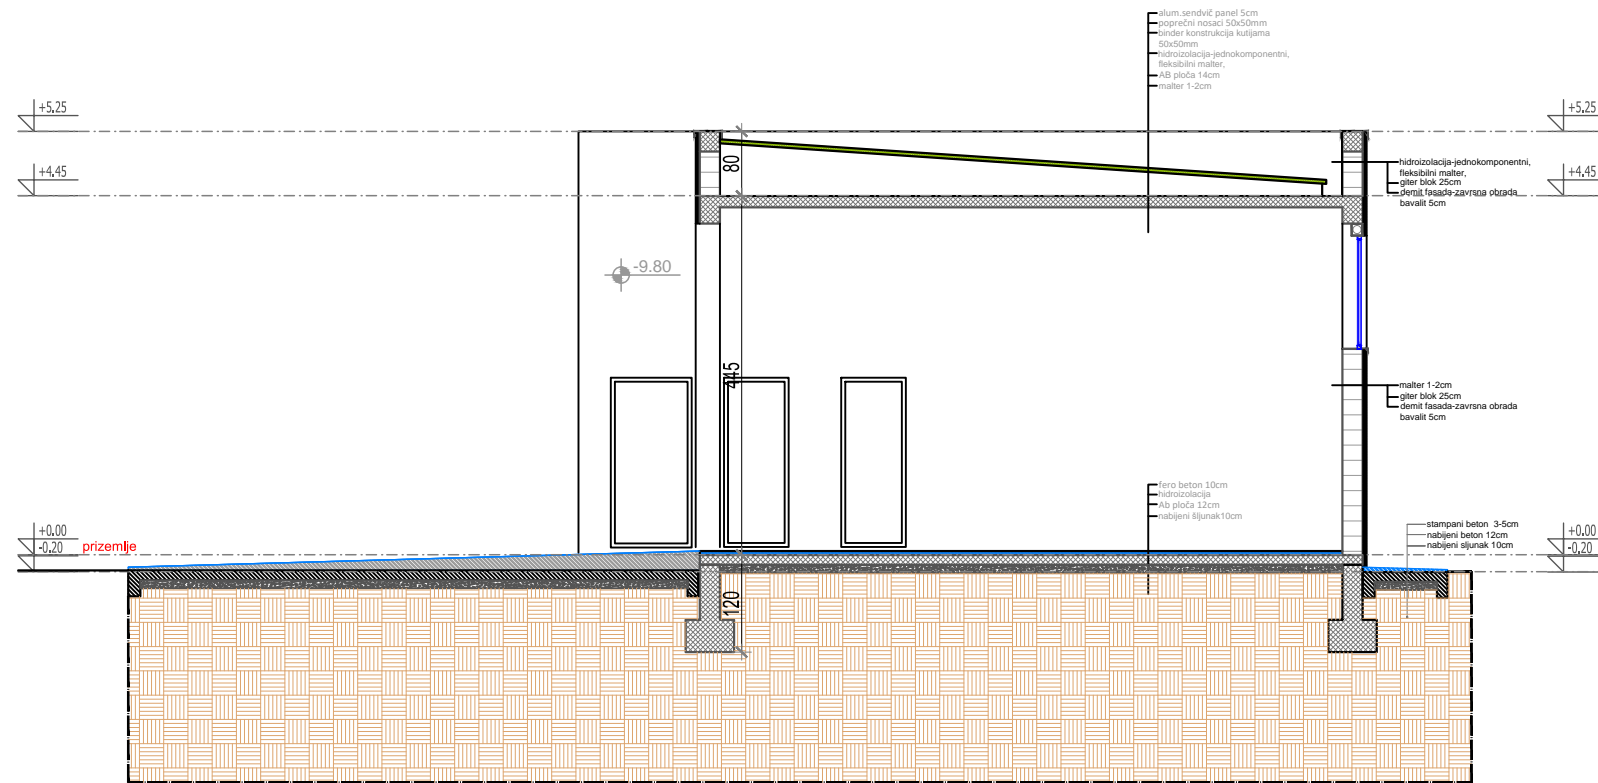 alum.sendvič panel 5cm
poprečni nosaci 50x50mm
binder konstrukcija kutijama
50x50mm
hidroizolacija-jednokomponentni,
fleksibilni malter,
AB ploča 14cm
malter 1-2cm
+5.25
+5.25
80
hidroizolacija-jednokomponentni,
fleksibilni malter,
giter blok 25cm
demit fasada-zavrsna obrada
bavalit 5cm
+4.45
+4.45
-9.80
445
malter 1-2cm
giter blok 25cm
demit fasada-zavrsna obrada
bavalit 5cm
fero beton 10cm
hidroizolacija
Ab ploča 12cm
nabijeni šljunak10cm
stampani beton 3-5cm
nabijeni beton 12cm
nabijeni sljunak 10cm
+0.00
-0.20
prizemlje
+0.00
-0.20
120